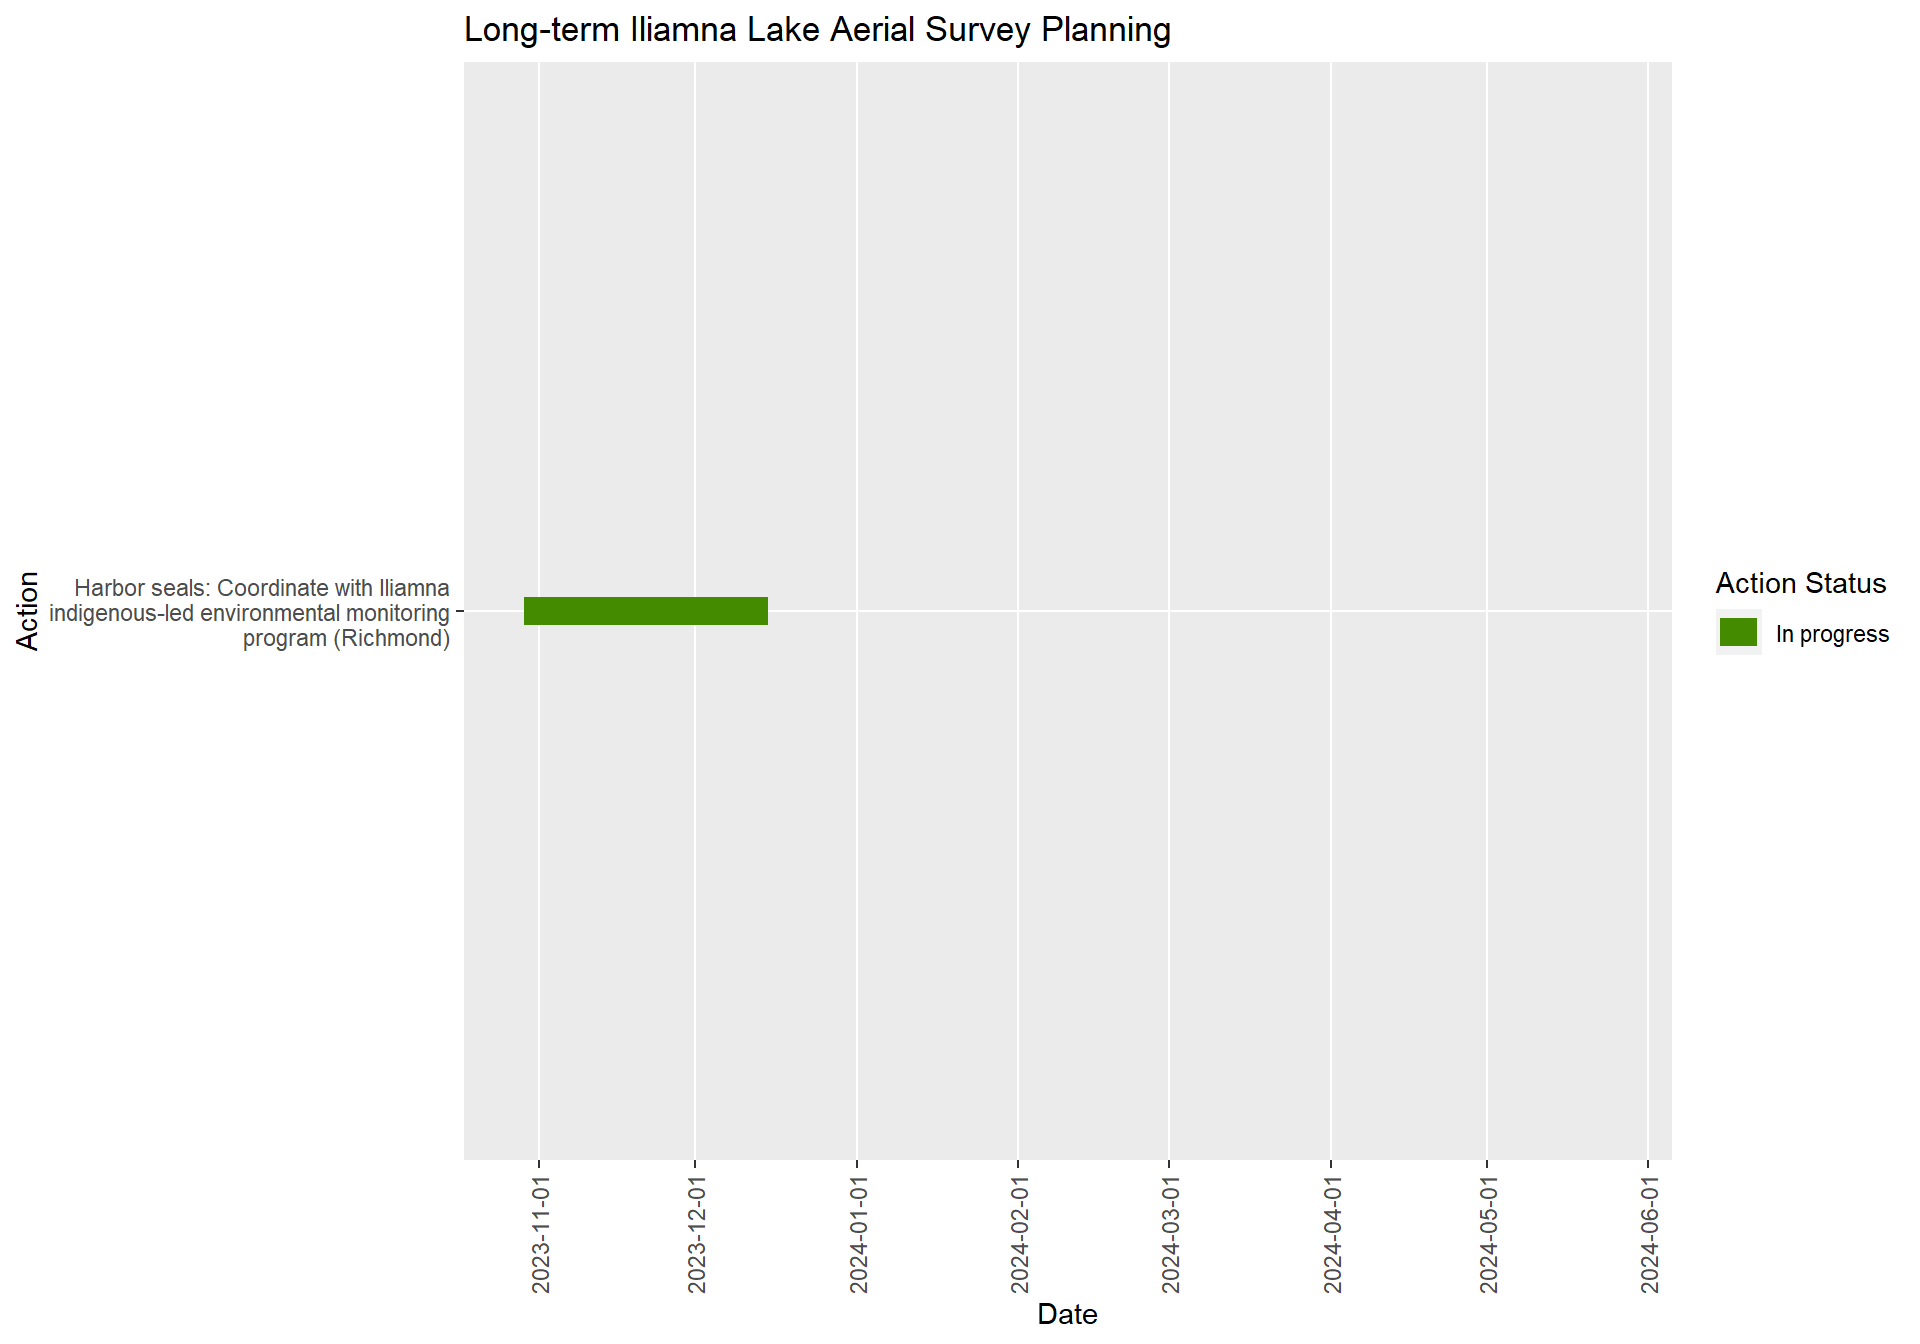 Long-term Iliamna Lake Aerial Survey Planning
Action
Harbor seals: Coordinate with Iliamna
indigenous-led environmental monitoring
program (Richmond)
Action Status
In progress
2023-11-01
2023-12-01
2024-01-01
2024-02-01
2024-03-01
2024-04-01
2024-05-01
2024-06-01
Date